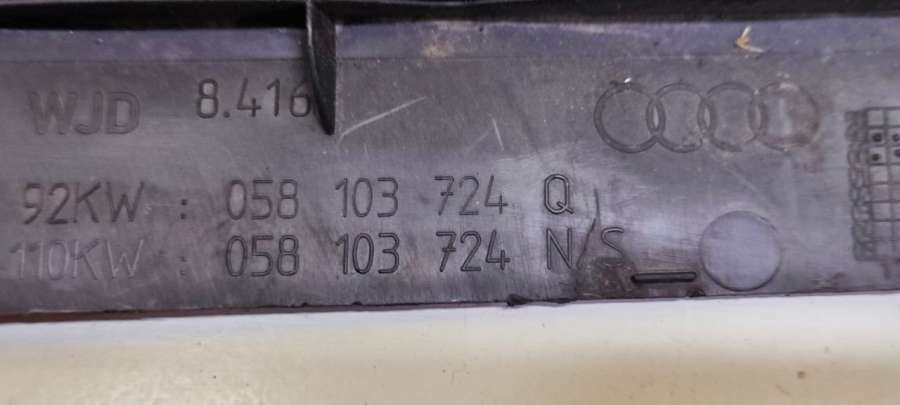 WJD 8.416
92KW : 058 103 724 Q
110KW : 058 103 724 N/S